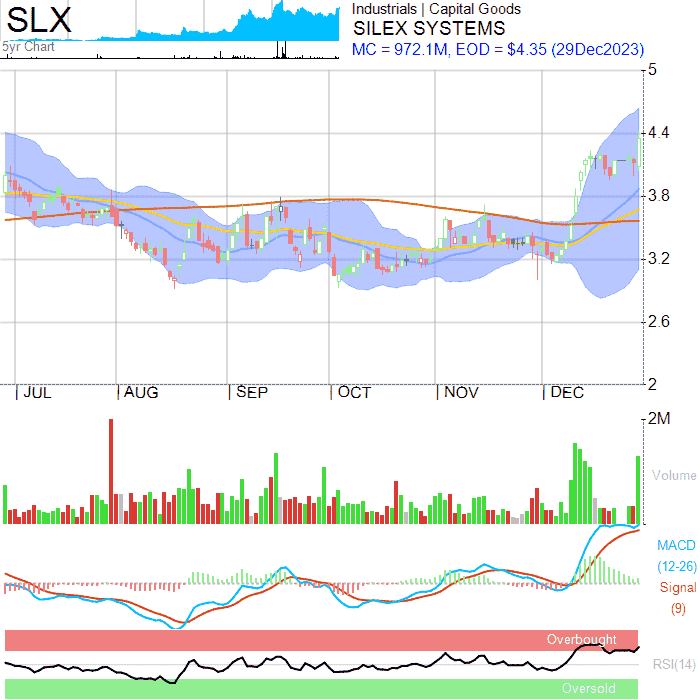 SLX
Industrials | Capital Goods
SILEX SYSTEMS
5yr Chart
MC = 972.1M, EOD = $4.35 (29Dec2023)
5
4.4
3.8
3.2
2.6
2
| JUL | AUG | SEP | OCT | NOV | DEC
2M
Volume
MACD
(12-26)
Signal
(9)
Overbought
RSI(14)
Oversold